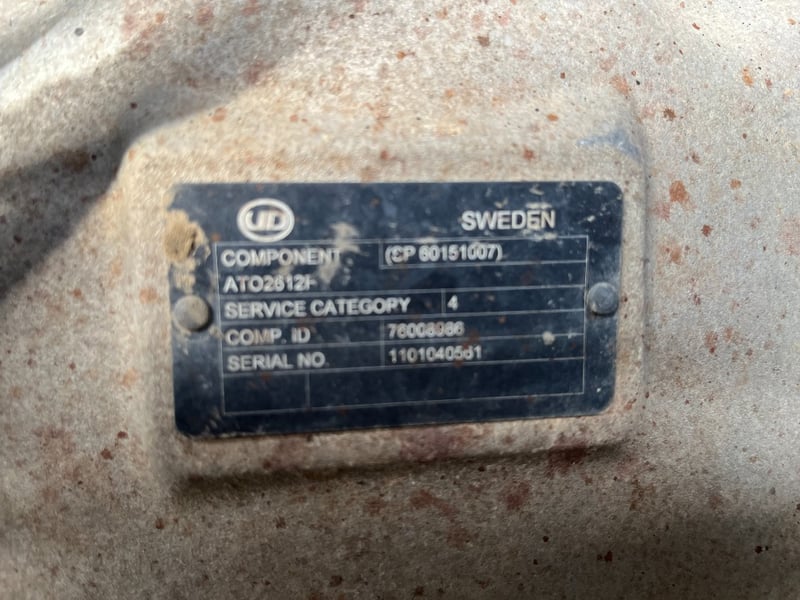 UD SWEDEN
COMPONENT (CP 60151007)
ATO2612F
SERVICE CATEGORY 4
COMP. ID 76008986
SERIAL NO. 1101040561